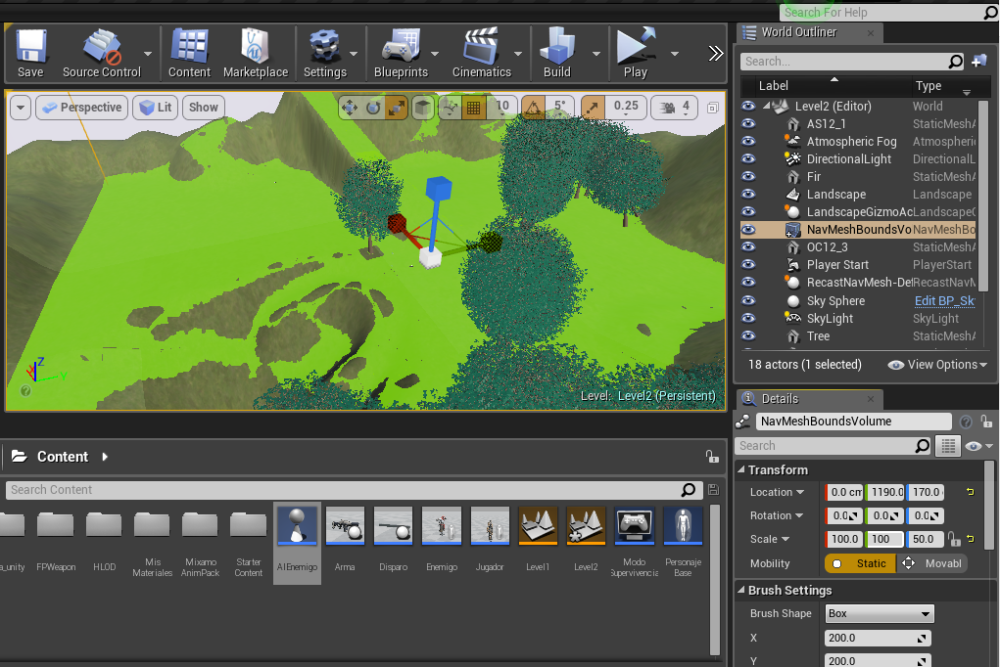 Search For Help
Save
Source Control
Content
Marketplace
Settings
Blueprints
Cinematics
Build
Play
World Outliner
Search...
Label
Type
Perspective
Lit
Show
10
5°
0.25
4
Level2 (Editor)
World
AS12_1
StaticMeshA
Atmospheric Fog
Atmospheric
DirectionalLight
DirectionalL
Fir
StaticMeshA
Landscape
Landscape
LandscapeGizmoAc
LandscapeG
NavMeshBoundsVo
NavMeshBo
OC12_3
StaticMeshA
Player Start
PlayerStart
RecastNavMesh-De
RecastNavM
Sky Sphere
Edit BP_Sk
SkyLight
SkyLight
Tree
StaticMeshA
18 actors (1 selected)
View Options
Z
Y
Level: Level2 (Persistent)
Details
NavMeshBoundsVolume
Search
Transform
Location
0.0 cm
1190.0
170.0
Rotation
0.0
0.0
0.0
Scale
100.0
100
50.0
Mobility
Static
Movabl
Brush Settings
Brush Shape
Box
X
200.0
Y
200.0
Content
Search Content
a_unity
FPWeapon
HLOD
Mis
Materiales
Mixamo
AnimPack
Starter
Content
AIEnemigo
Arma
Disparo
Enemigo
Jugador
Level1
Level2
Modo
Supervivencia
Personaje
Base